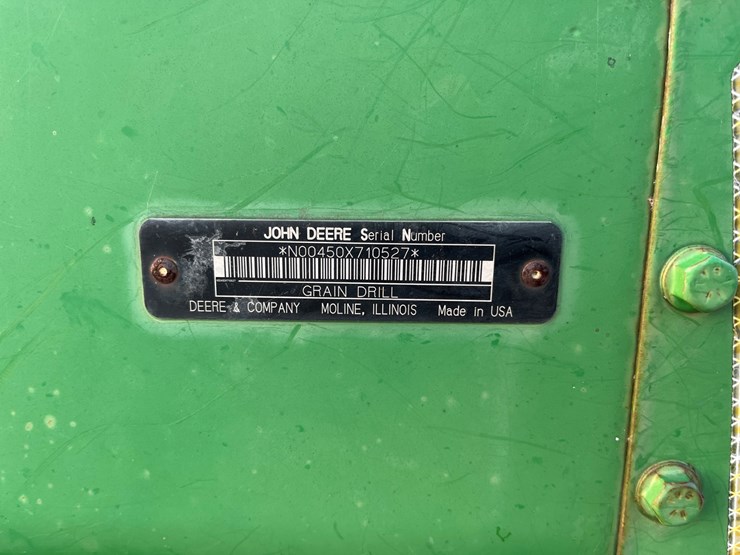 JOHN DEERE Serial Number
*N00450X710527*
GRAIN DRILL
DEERE & COMPANY MOLINE, ILLINOIS Made in USA